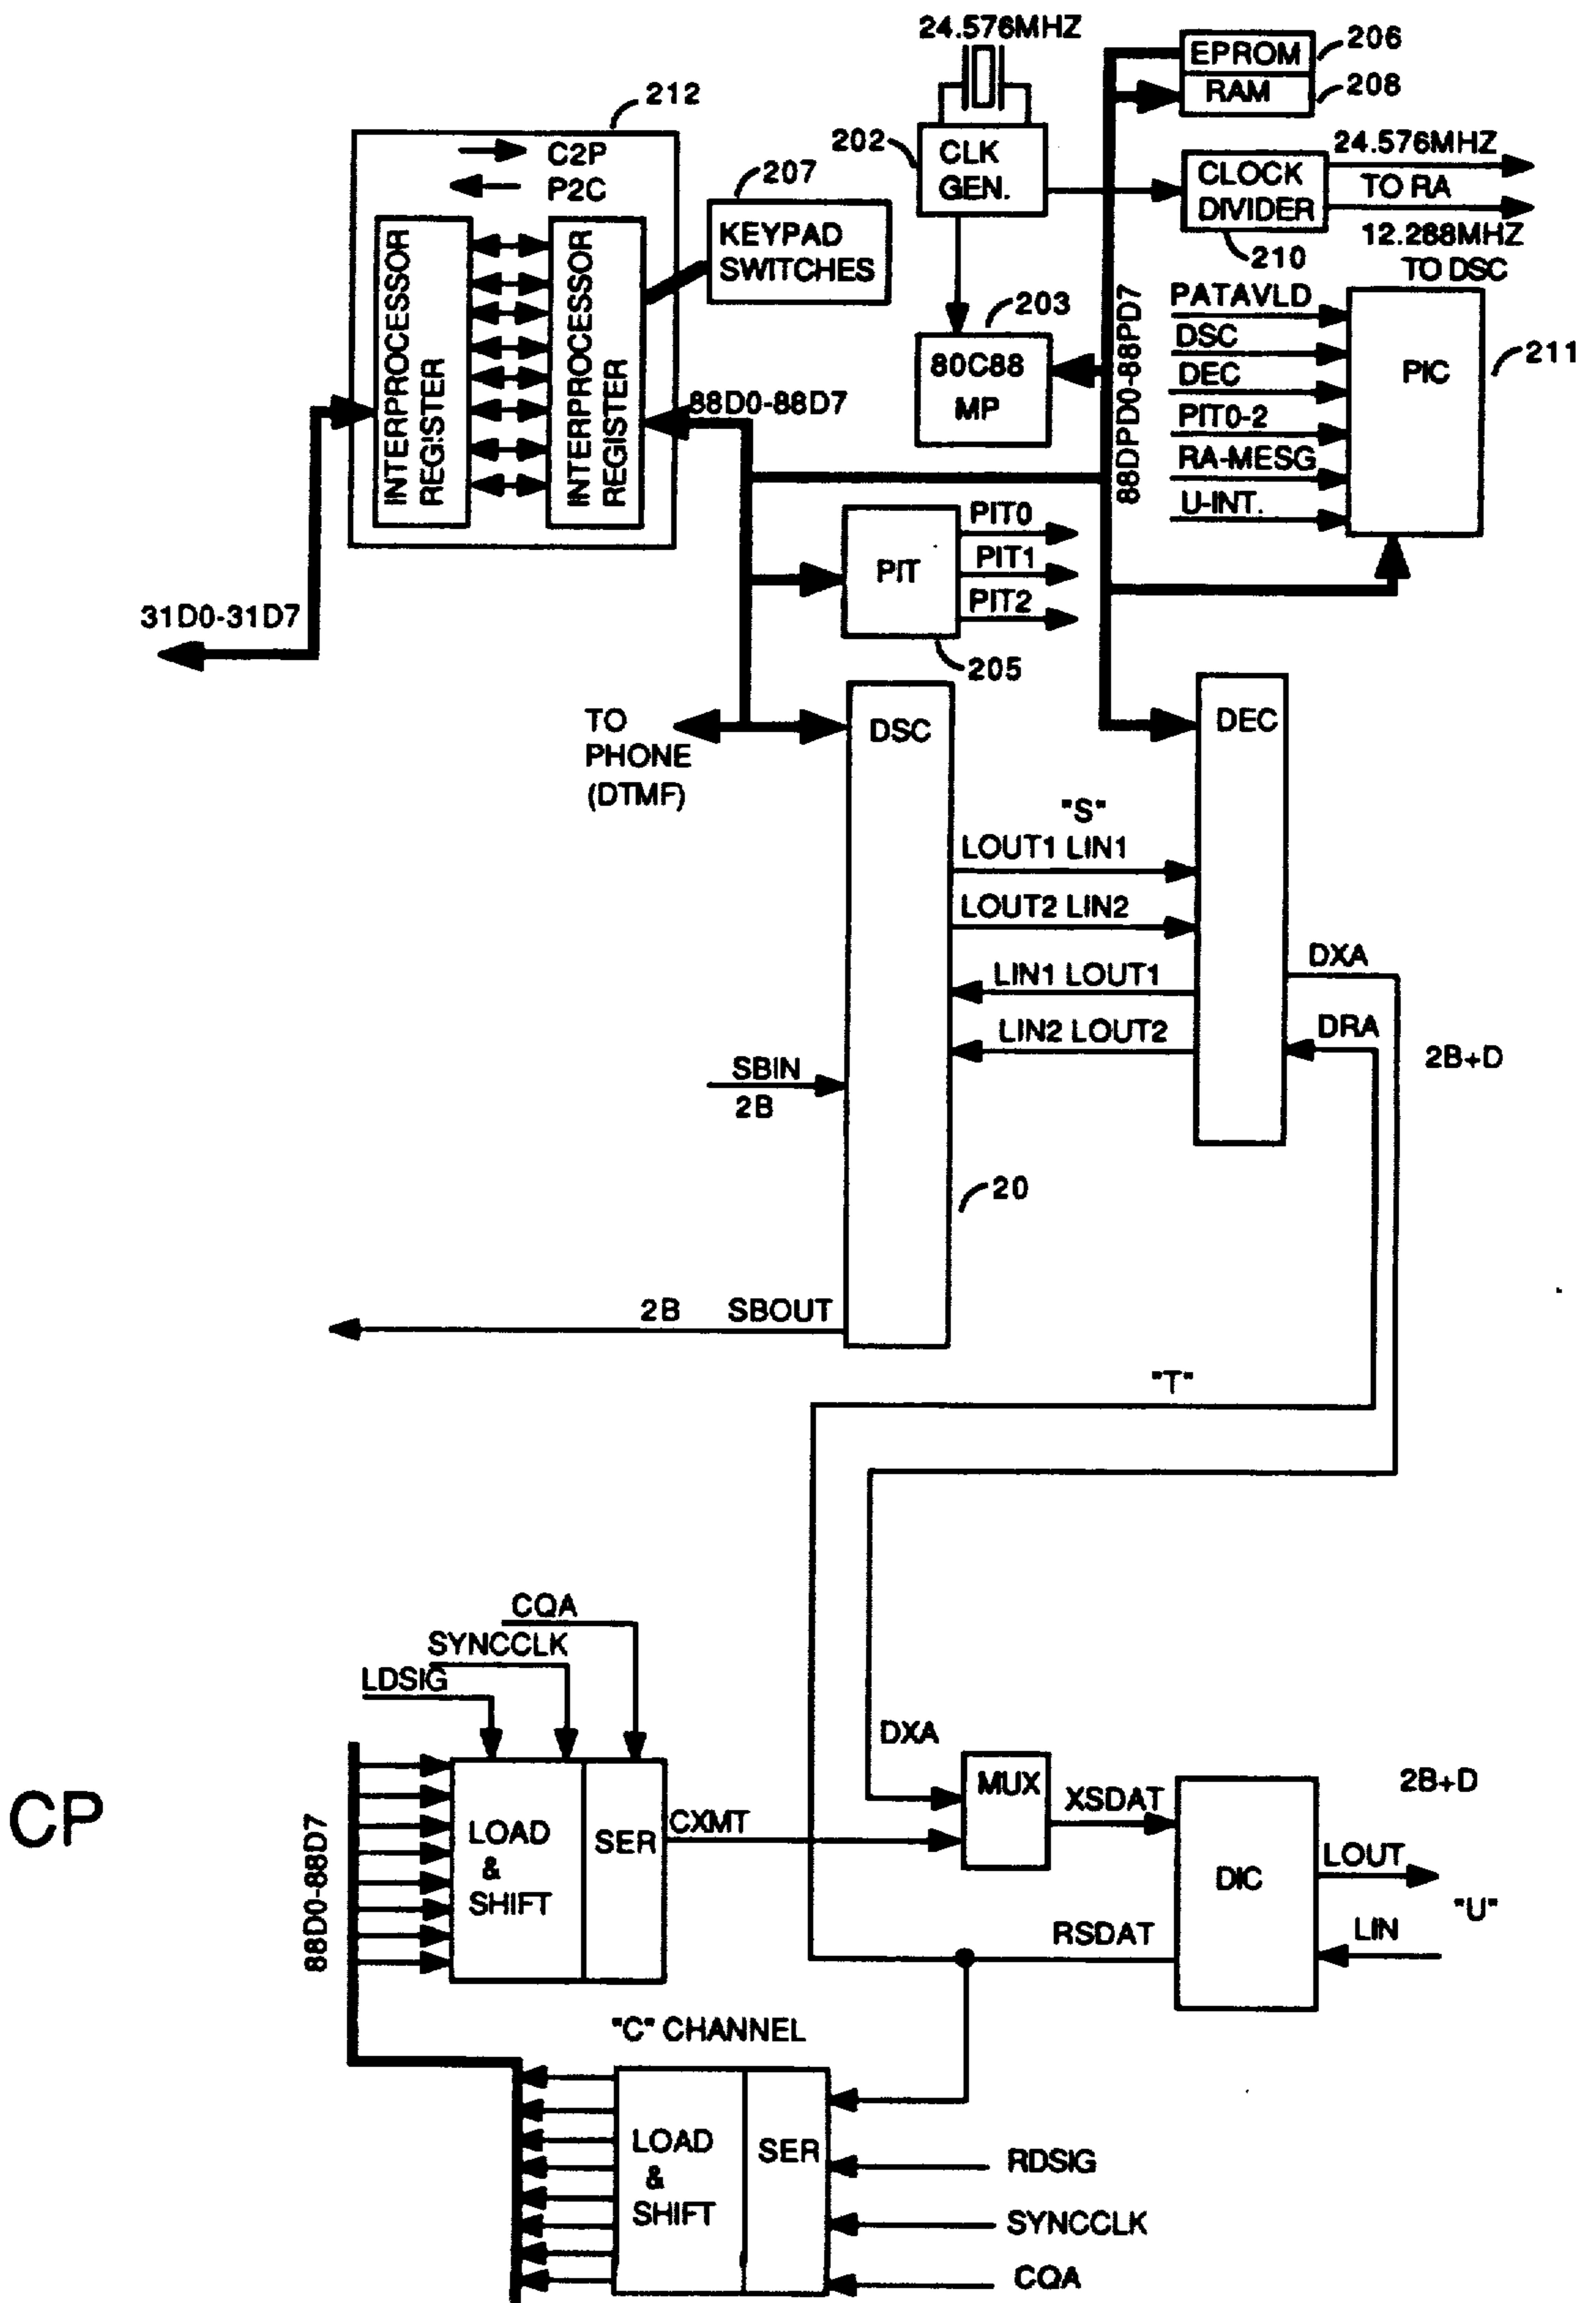 24.576MHZ
EPROM
206
RAM
208
212
C2P
P2C
207
KEYPAD
SWITCHES
202
CLK
GEN.
24.576MHZ
CLOCK
DIVIDER
TO RA
210
12.288MHZ
TO DSC
INTERPROCESSOR
REGISTER
INTERPROCESSOR
REGISTER
88D0-88D7
203
80C88
MP
88DPD0-88PD7
PATAVLD
DSC
DEC
PIT0-2
RA-MESG
U-INT.
PIC
211
31D0-31D7
PIT
PIT0
PIT1
PIT2
205
TO
PHONE
(DTMF)
DSC
DEC
"S"
LOUT1 LIN1
LOUT2 LIN2
LIN1 LOUT1
LIN2 LOUT2
DXA
DRA
2B+D
SBIN
2B
20
2B SBOUT
"T"
CQA
SYNCCLK
LDSIG
CP
88D0-88D7
LOAD
&
SHIFT
SER
CXMT
DXA
MUX
XSDAT
DIC
2B+D
LOUT
"U"
LIN
RSDAT
"C" CHANNEL
LOAD
&
SHIFT
SER
RDSIG
SYNCCLK
CQA